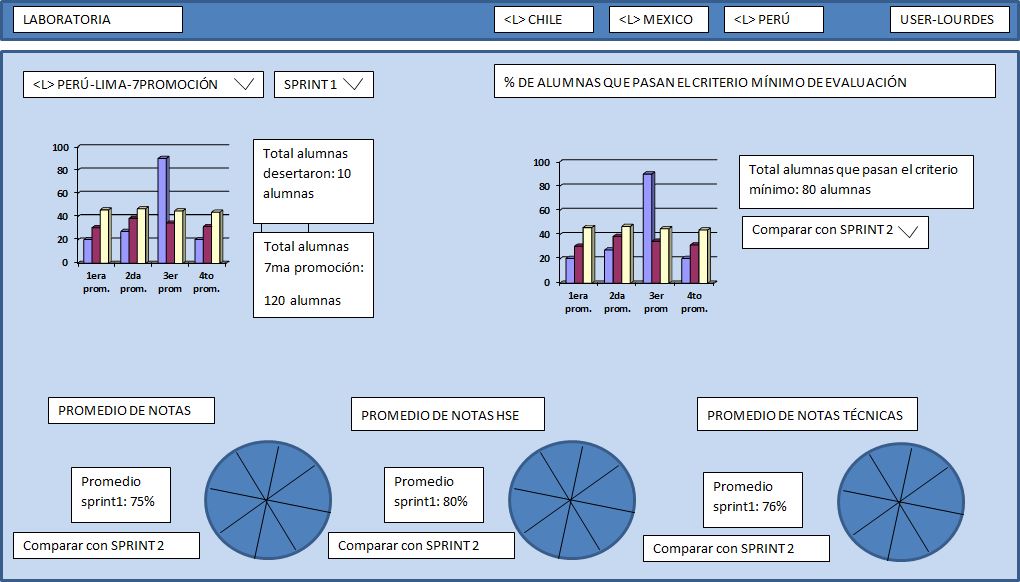 LABORATORIA
<L> CHILE
<L> MEXICO
<L> PERÚ
USER-LOURDES
<L> PERÚ-LIMA-7PROMOCIÓN
SPRINT 1
% DE ALUMNAS QUE PASAN EL CRITERIO MÍNIMO DE EVALUACIÓN
100
80
60
40
20
0
1era prom.
2da prom.
3er prom
4to prom.
Total alumnas
desertaron: 10
alumnas
Total alumnas
7ma promoción:
120 alumnas
100
80
60
40
20
0
1era prom.
2da prom.
3er prom
4to prom.
Total alumnas que pasan el criterio
mínimo: 80 alumnas
Comparar con SPRINT 2
PROMEDIO DE NOTAS
Promedio
sprint1: 75%
Comparar con SPRINT 2
PROMEDIO DE NOTAS HSE
Promedio
sprint1: 80%
Comparar con SPRINT 2
PROMEDIO DE NOTAS TÉCNICAS
Promedio
sprint1: 76%
Comparar con SPRINT 2